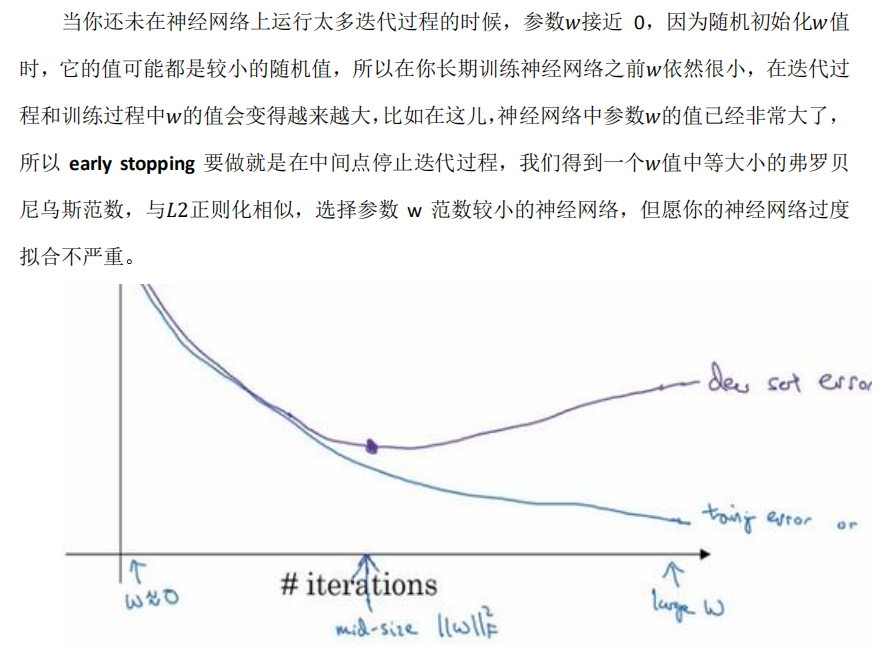 当你还未在神经网络上运行太多迭代过程的时候，参数w接近 0，因为随机初始化w值
时，它的值可能都是较小的随机值，所以在你长期训练神经网络之前w依然很小，在迭代过
程和训练过程中w的值会变得越来越大，比如在这儿，神经网络中参数w的值已经非常大了，
所以 early stopping 要做就是在中间点停止迭代过程，我们得到一个w值中等大小的弗罗贝
尼乌斯范数，与L2正则化相似，选择参数 w 范数较小的神经网络，但愿你的神经网络过度
拟合不严重。
dev set error
error or
# iterations
w≈0
large w
mid-size ||w||²_F